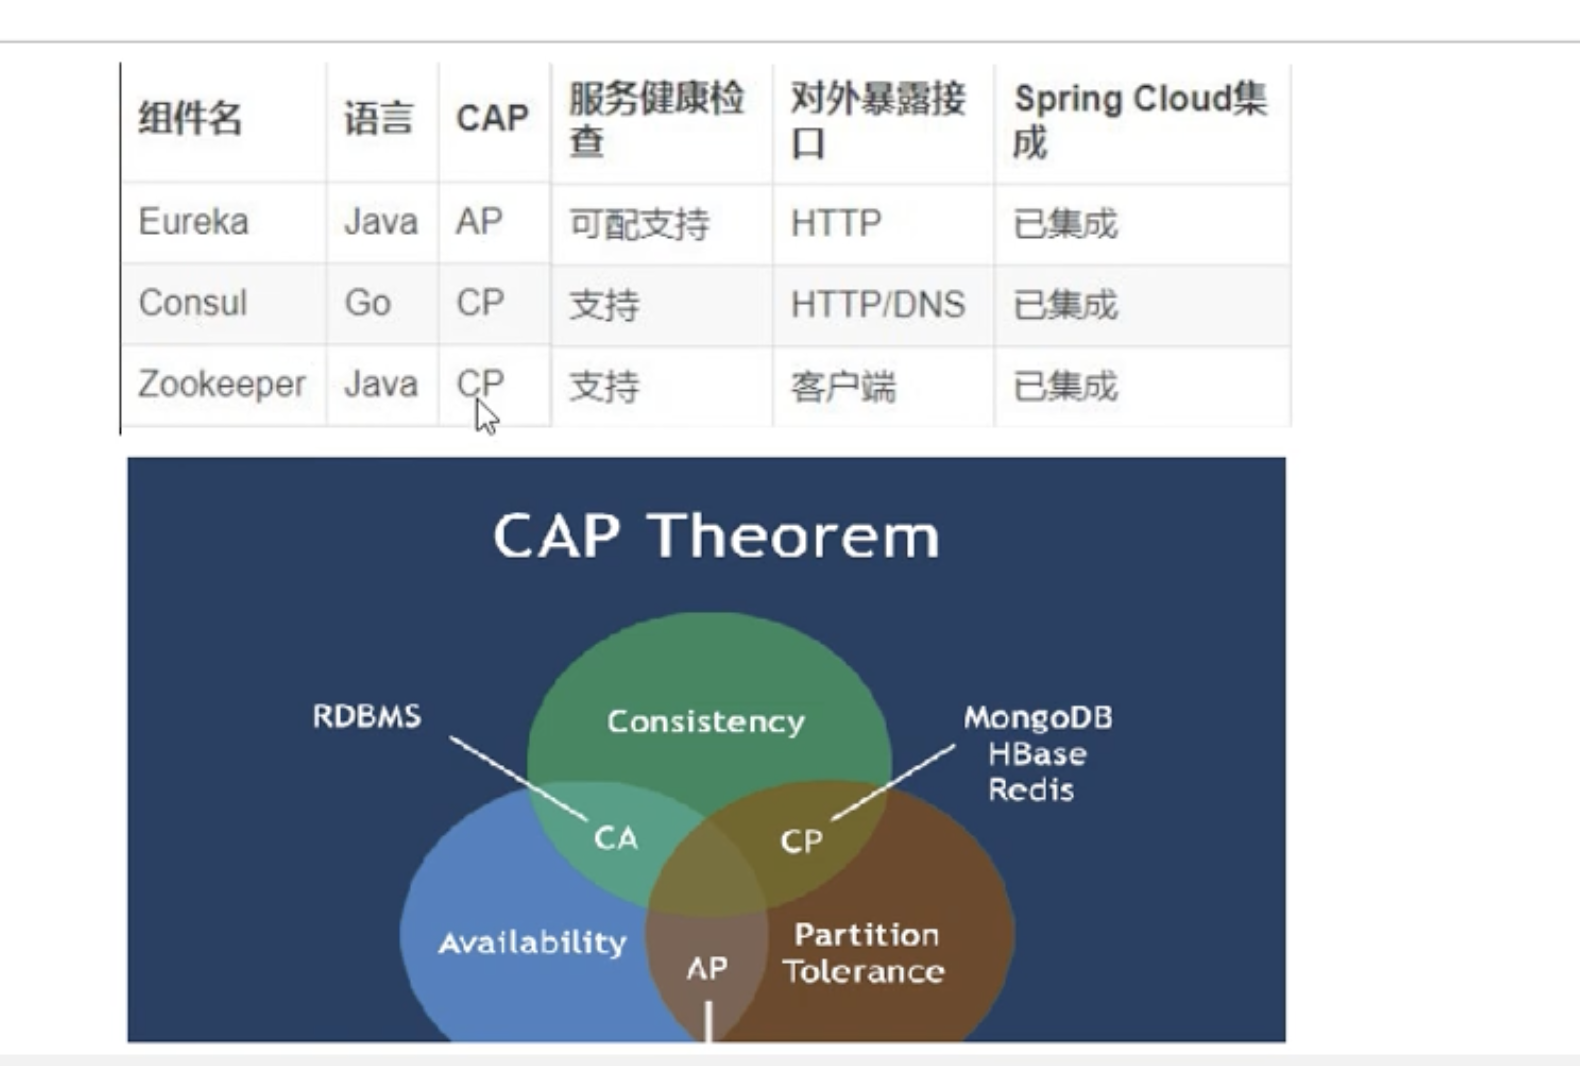 组件名 语言 CAP 服务健康检查 对外暴露接口 Spring Cloud集成
Eureka Java AP 可配支持 HTTP 已集成
Consul Go CP 支持 HTTP/DNS 已集成
Zookeeper Java CP 支持 客户端 已集成
CAP Theorem
RDBMS
Consistency
MongoDB
HBase
Redis
CA
CP
Availability
AP
Partition
Tolerance